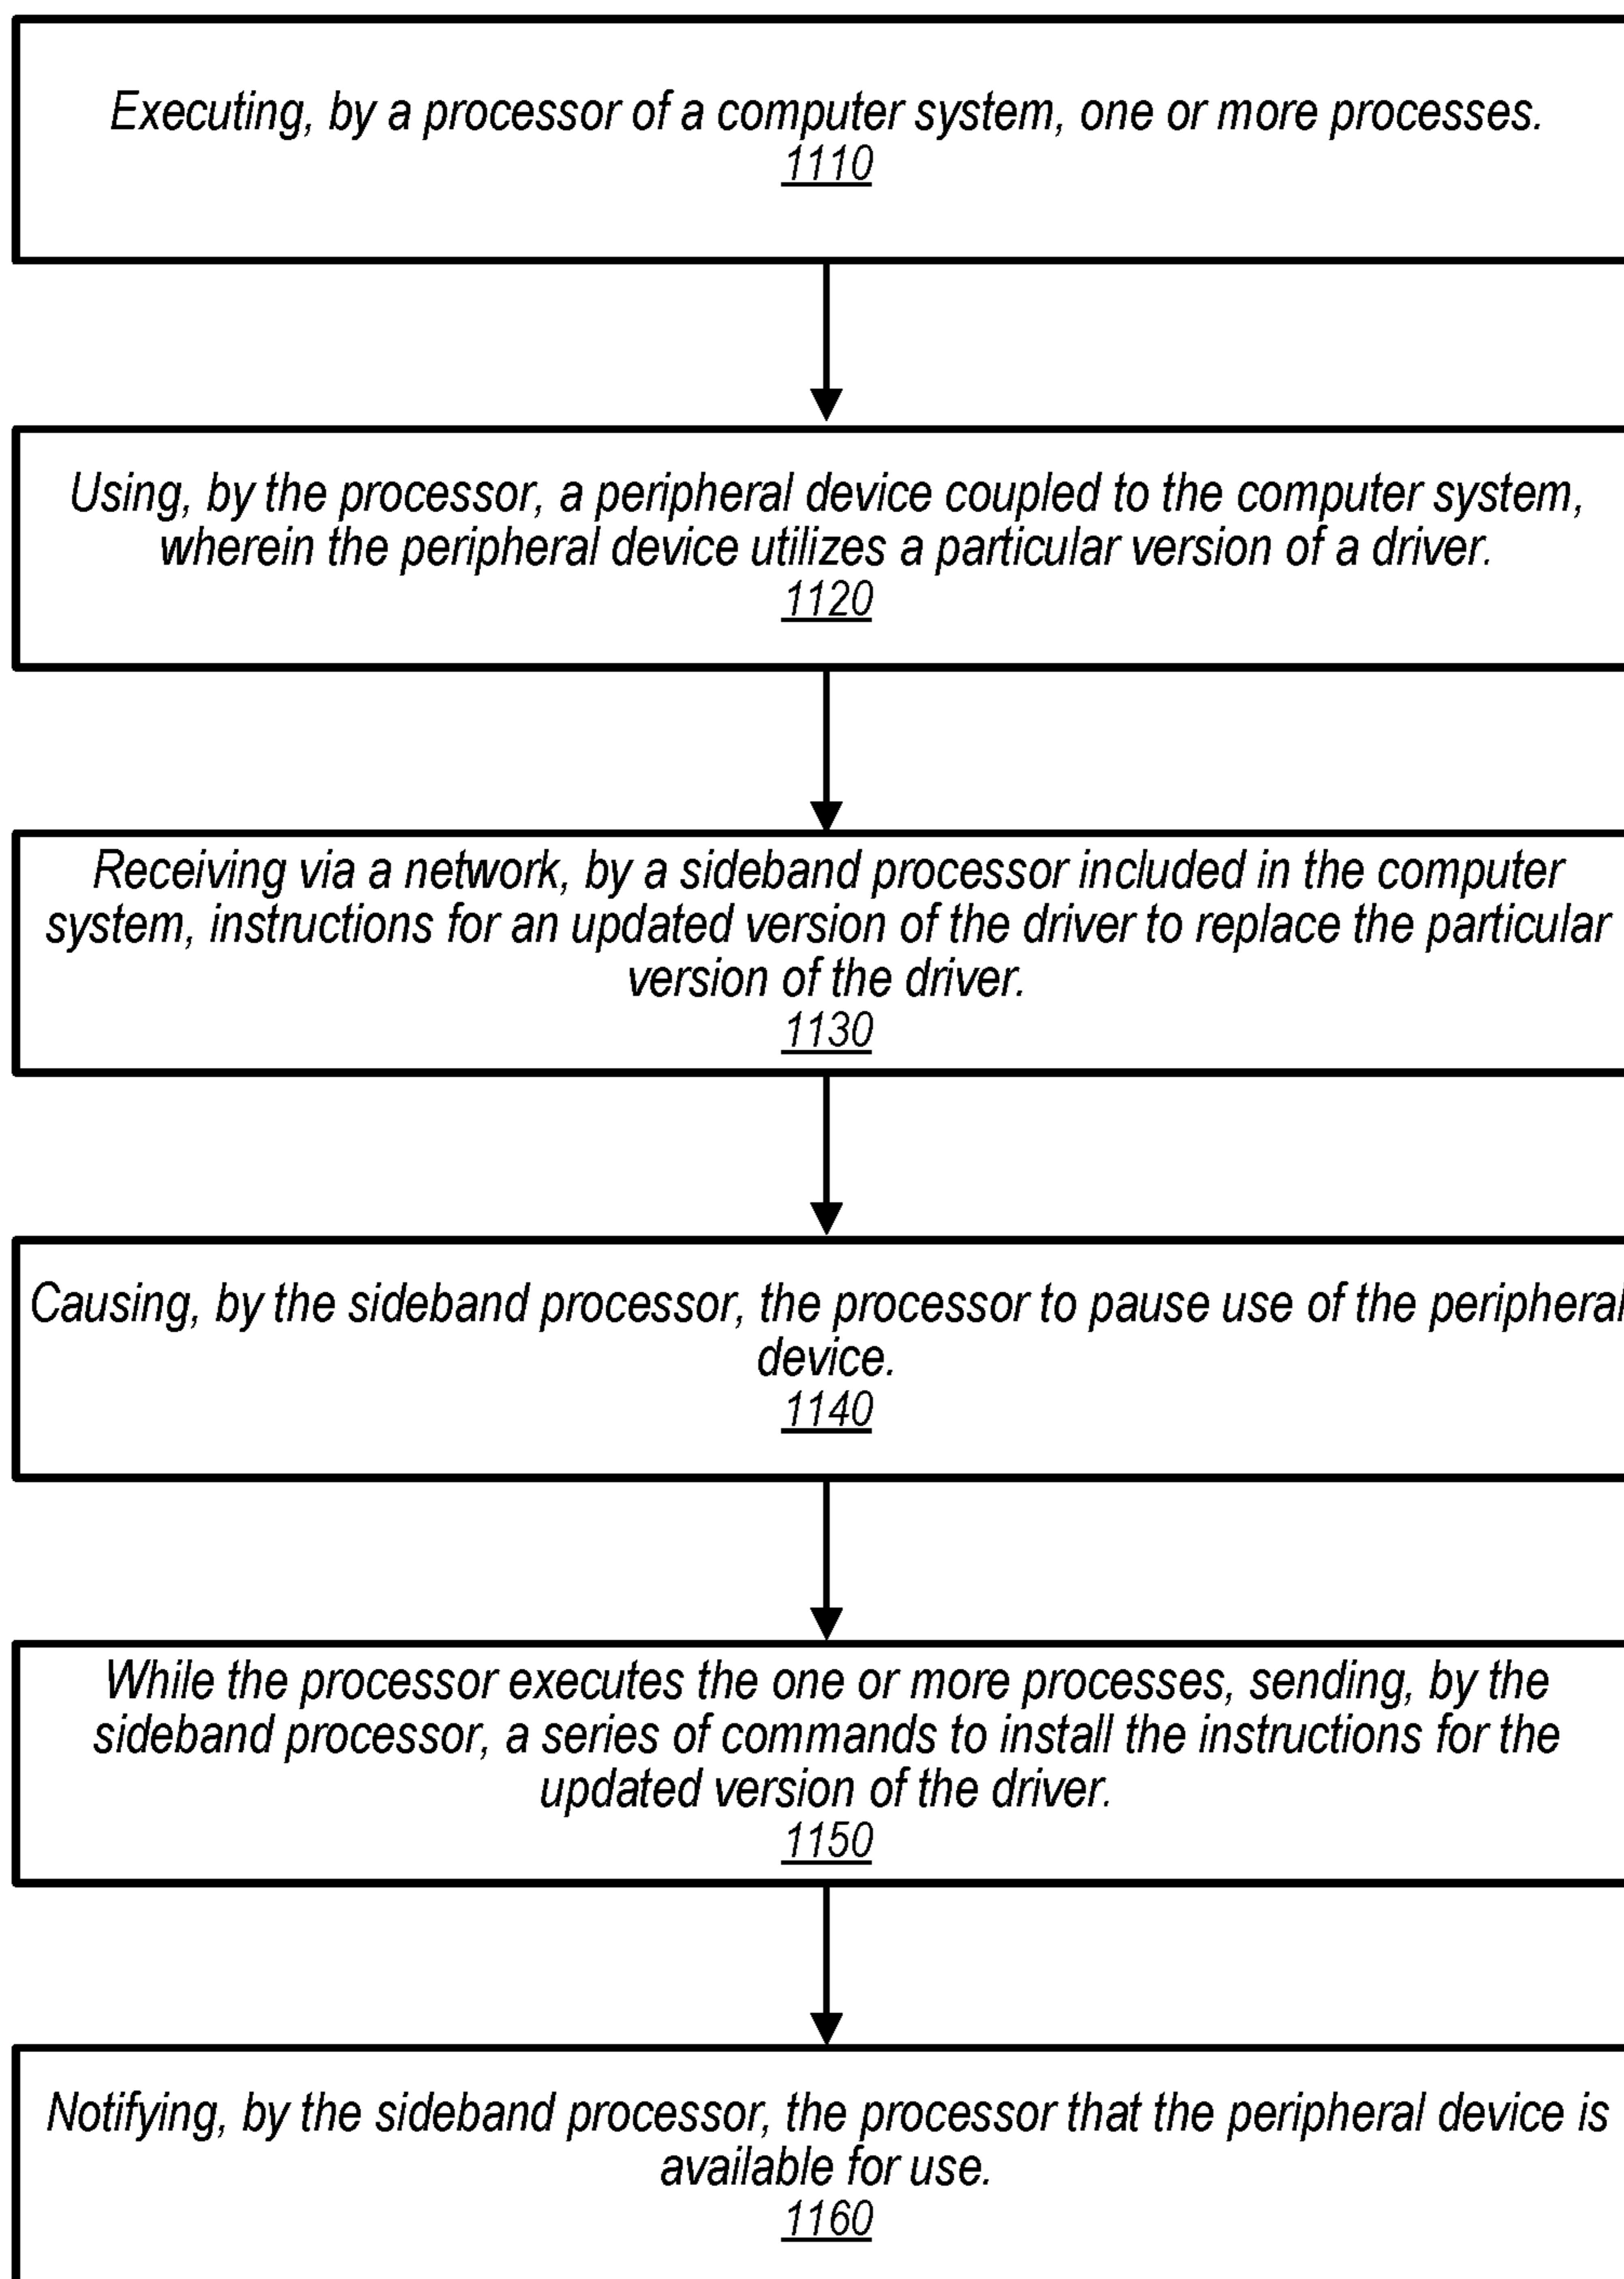 Executing, by a processor of a computer system, one or more processes.
1110
Using, by the processor, a peripheral device coupled to the computer system,
wherein the peripheral device utilizes a particular version of a driver.
1120
Receiving via a network, by a sideband processor included in the computer
system, instructions for an updated version of the driver to replace the particular
version of the driver.
1130
Causing, by the sideband processor, the processor to pause use of the peripheral
device.
1140
While the processor executes the one or more processes, sending, by the
sideband processor, a series of commands to install the instructions for the
updated version of the driver.
1150
Notifying, by the sideband processor, the processor that the peripheral device is
available for use.
1160